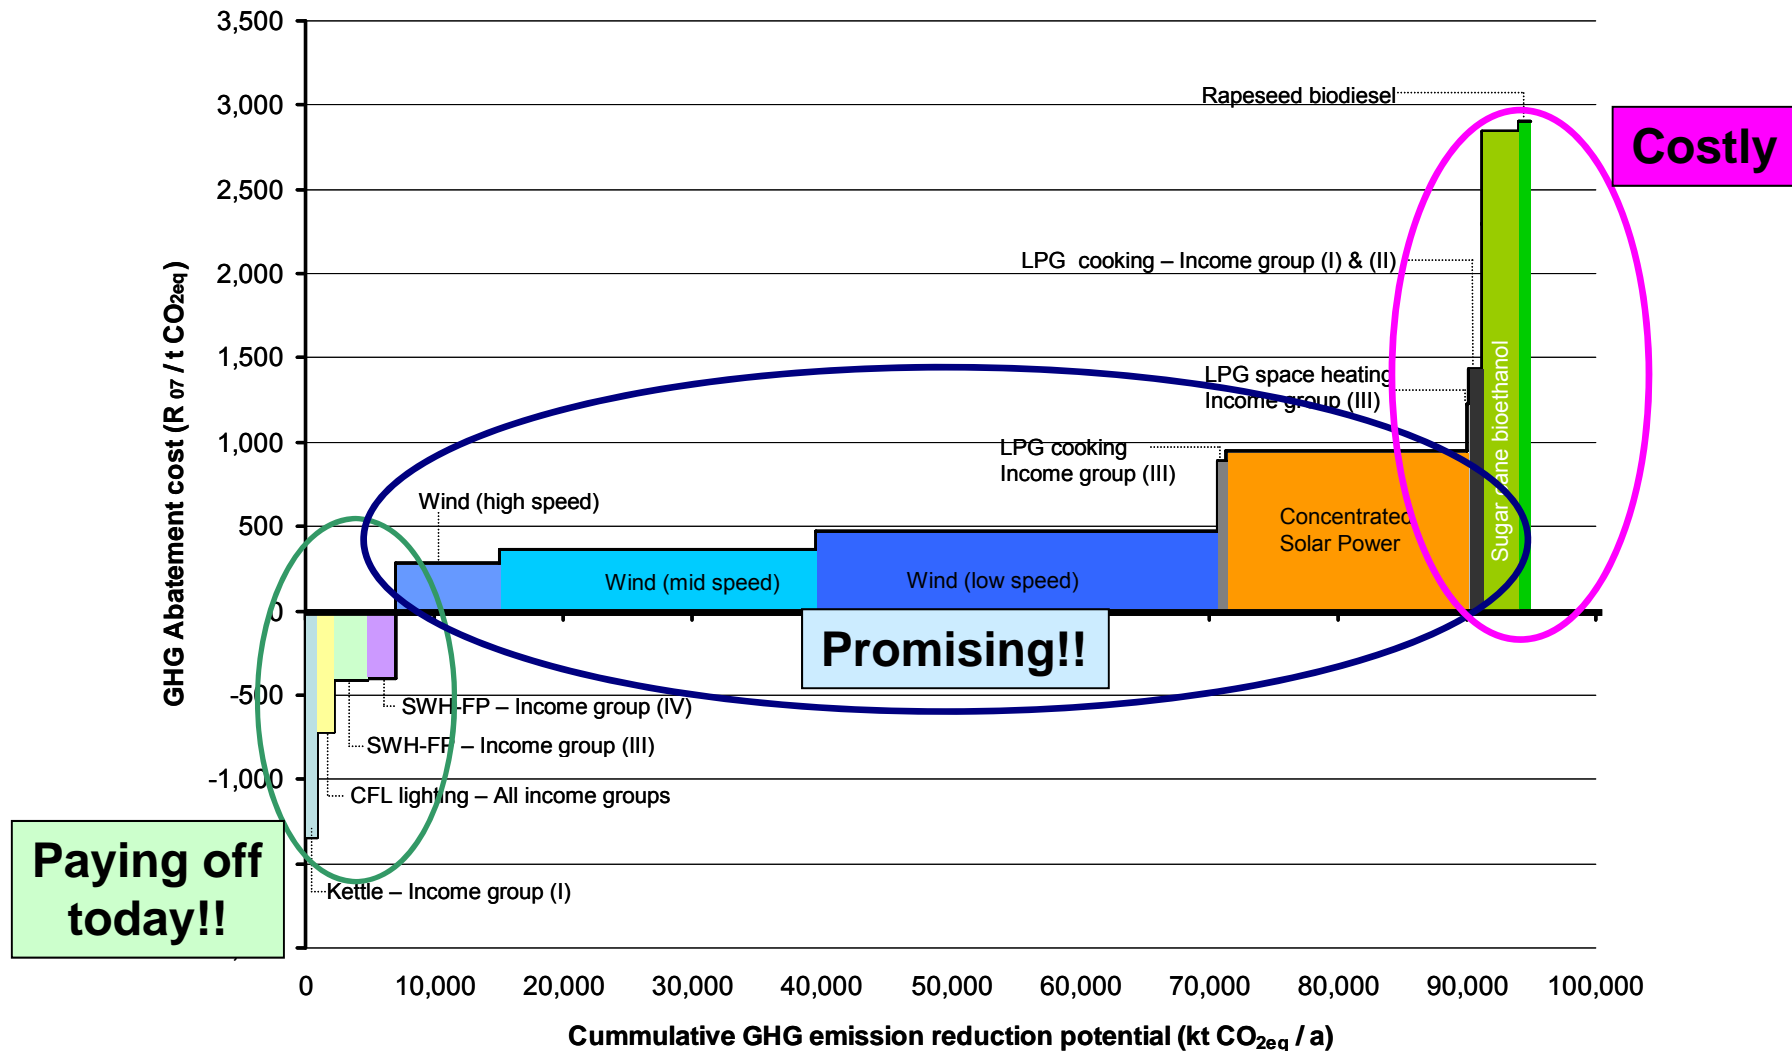 3,500
3,000
2,500
2,000
1,500
1,000
500
0
-500
-1,000
GHG Abatement cost (R 07 / t CO2eq)
Rapeseed biodiesel
Costly
LPG cooking – Income group (I) & (II)
LPG space heating
Income group (III)
LPG cooking
Income group (III)
Wind (high speed)
Wind (mid speed)
Wind (low speed)
Concentrated
Solar Power
Sugar cane bioethanol
Promising!!
SWH-FP – Income group (IV)
SWH-FP – Income group (III)
CFL lighting – All income groups
Kettle – Income group (I)
Paying off
today!!
0
10,000
20,000
30,000
40,000
50,000
60,000
70,000
80,000
90,000
100,000
Cummulative GHG emission reduction potential (kt CO2eq / a)